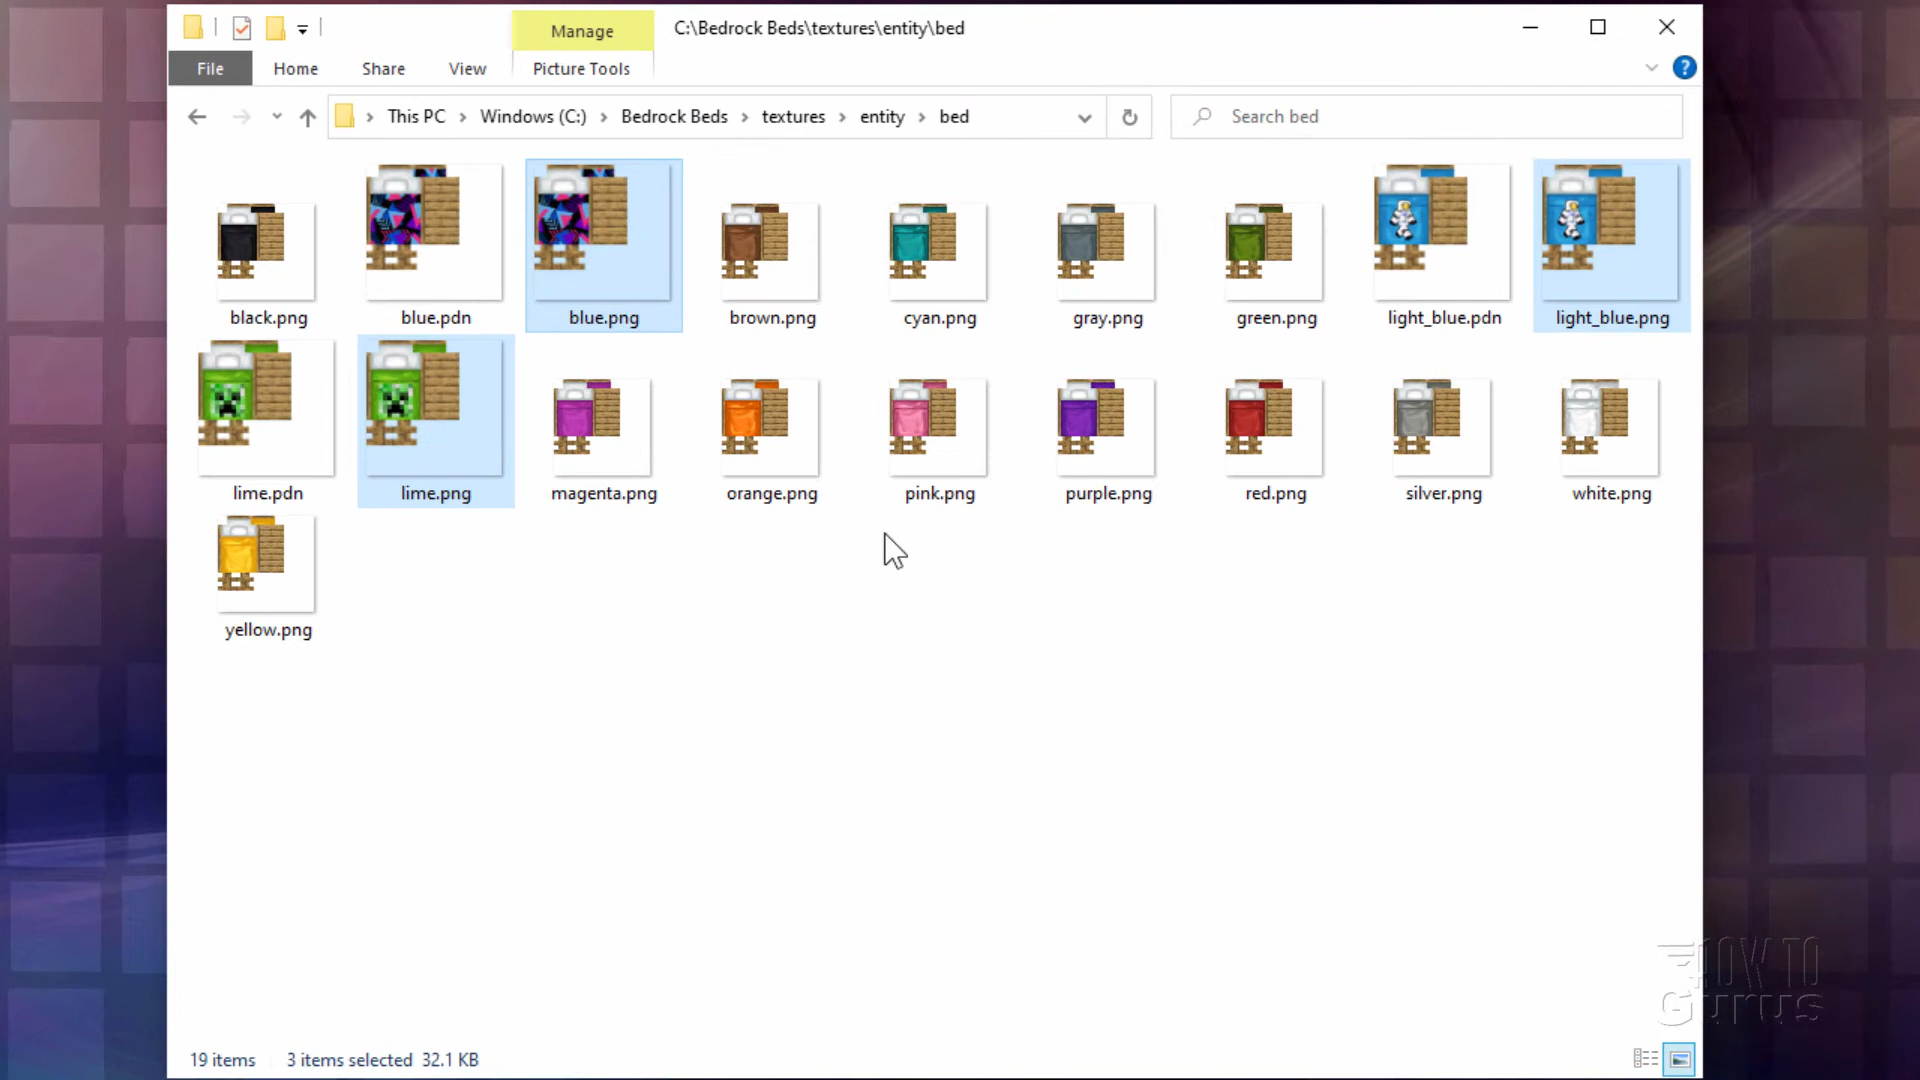 Manage
C:\Bedrock Beds\textures\entity\bed
File Home Share View Picture Tools
?
This PC Windows (C:) Bedrock Beds textures entity bed
Search bed
black.png blue.pdn blue.png brown.png cyan.png gray.png green.png light_blue.pdn light_blue.png
lime.pdn lime.png magenta.png orange.png pink.png purple.png red.png silver.png white.png
yellow.png
HOW TO
Gurus
19 items 3 items selected 32.1 KB